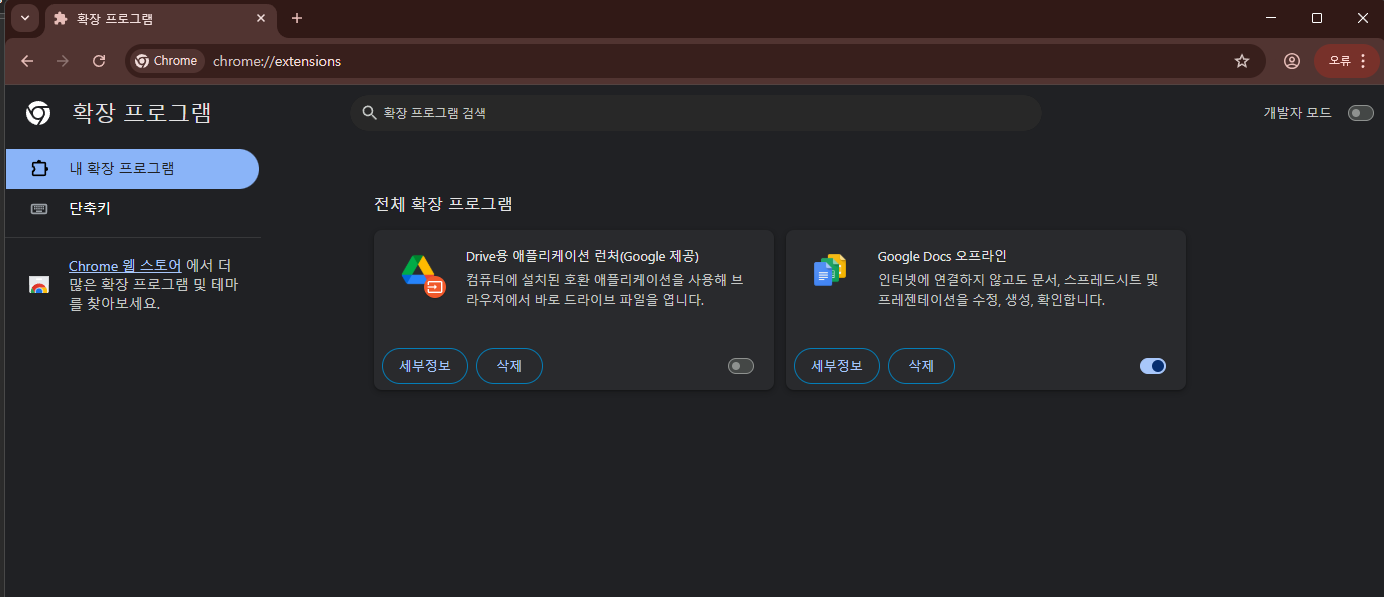 확장 프로그램
Chrome
chrome://extensions
오류
확장 프로그램
확장 프로그램 검색
개발자 모드
내 확장 프로그램
단축키
Chrome 웹 스토어 에서 더
많은 확장 프로그램 및 테마
를 찾아보세요.
전체 확장 프로그램
Drive용 애플리케이션 런처(Google 제공)
컴퓨터에 설치된 호환 애플리케이션을 사용해 브
라우저에서 바로 드라이브 파일을 엽니다.
세부정보
삭제
Google Docs 오프라인
인터넷에 연결하지 않고도 문서, 스프레드시트 및
프레젠테이션을 수정, 생성, 확인합니다.
세부정보
삭제